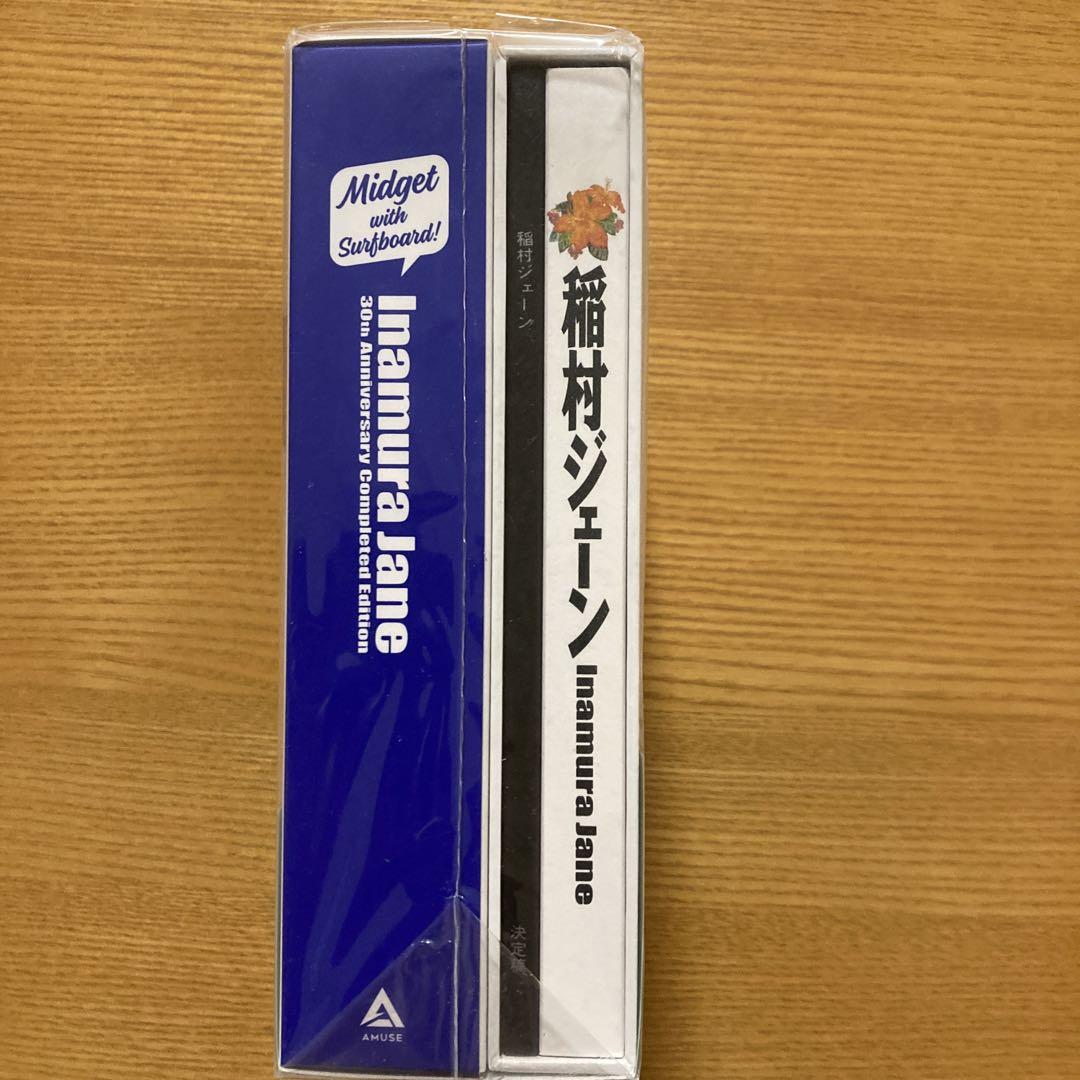 Midget
with
Surfboard!
Inamura Jane
30th Anniversary Completed Edition
AMUSE
稲村ジェーン
決定稿
稲村ジェーン
Inamura Jane